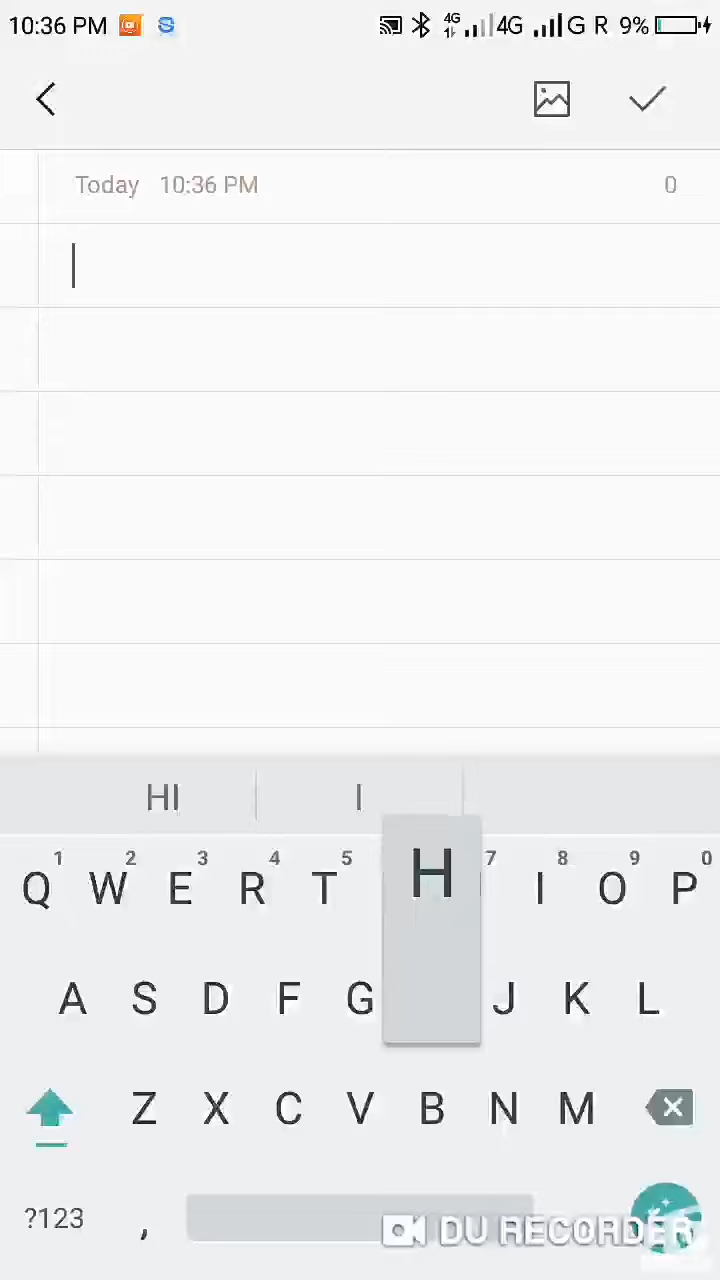 10:36 PM 4G 4G G R 9%
Today 10:36 PM 0
HI I
1 2 3 4 5 7 8 9 0
Q W E R T H I O P
A S D F G J K L
Z X C V B N M
?123 ,
DU RECORDER